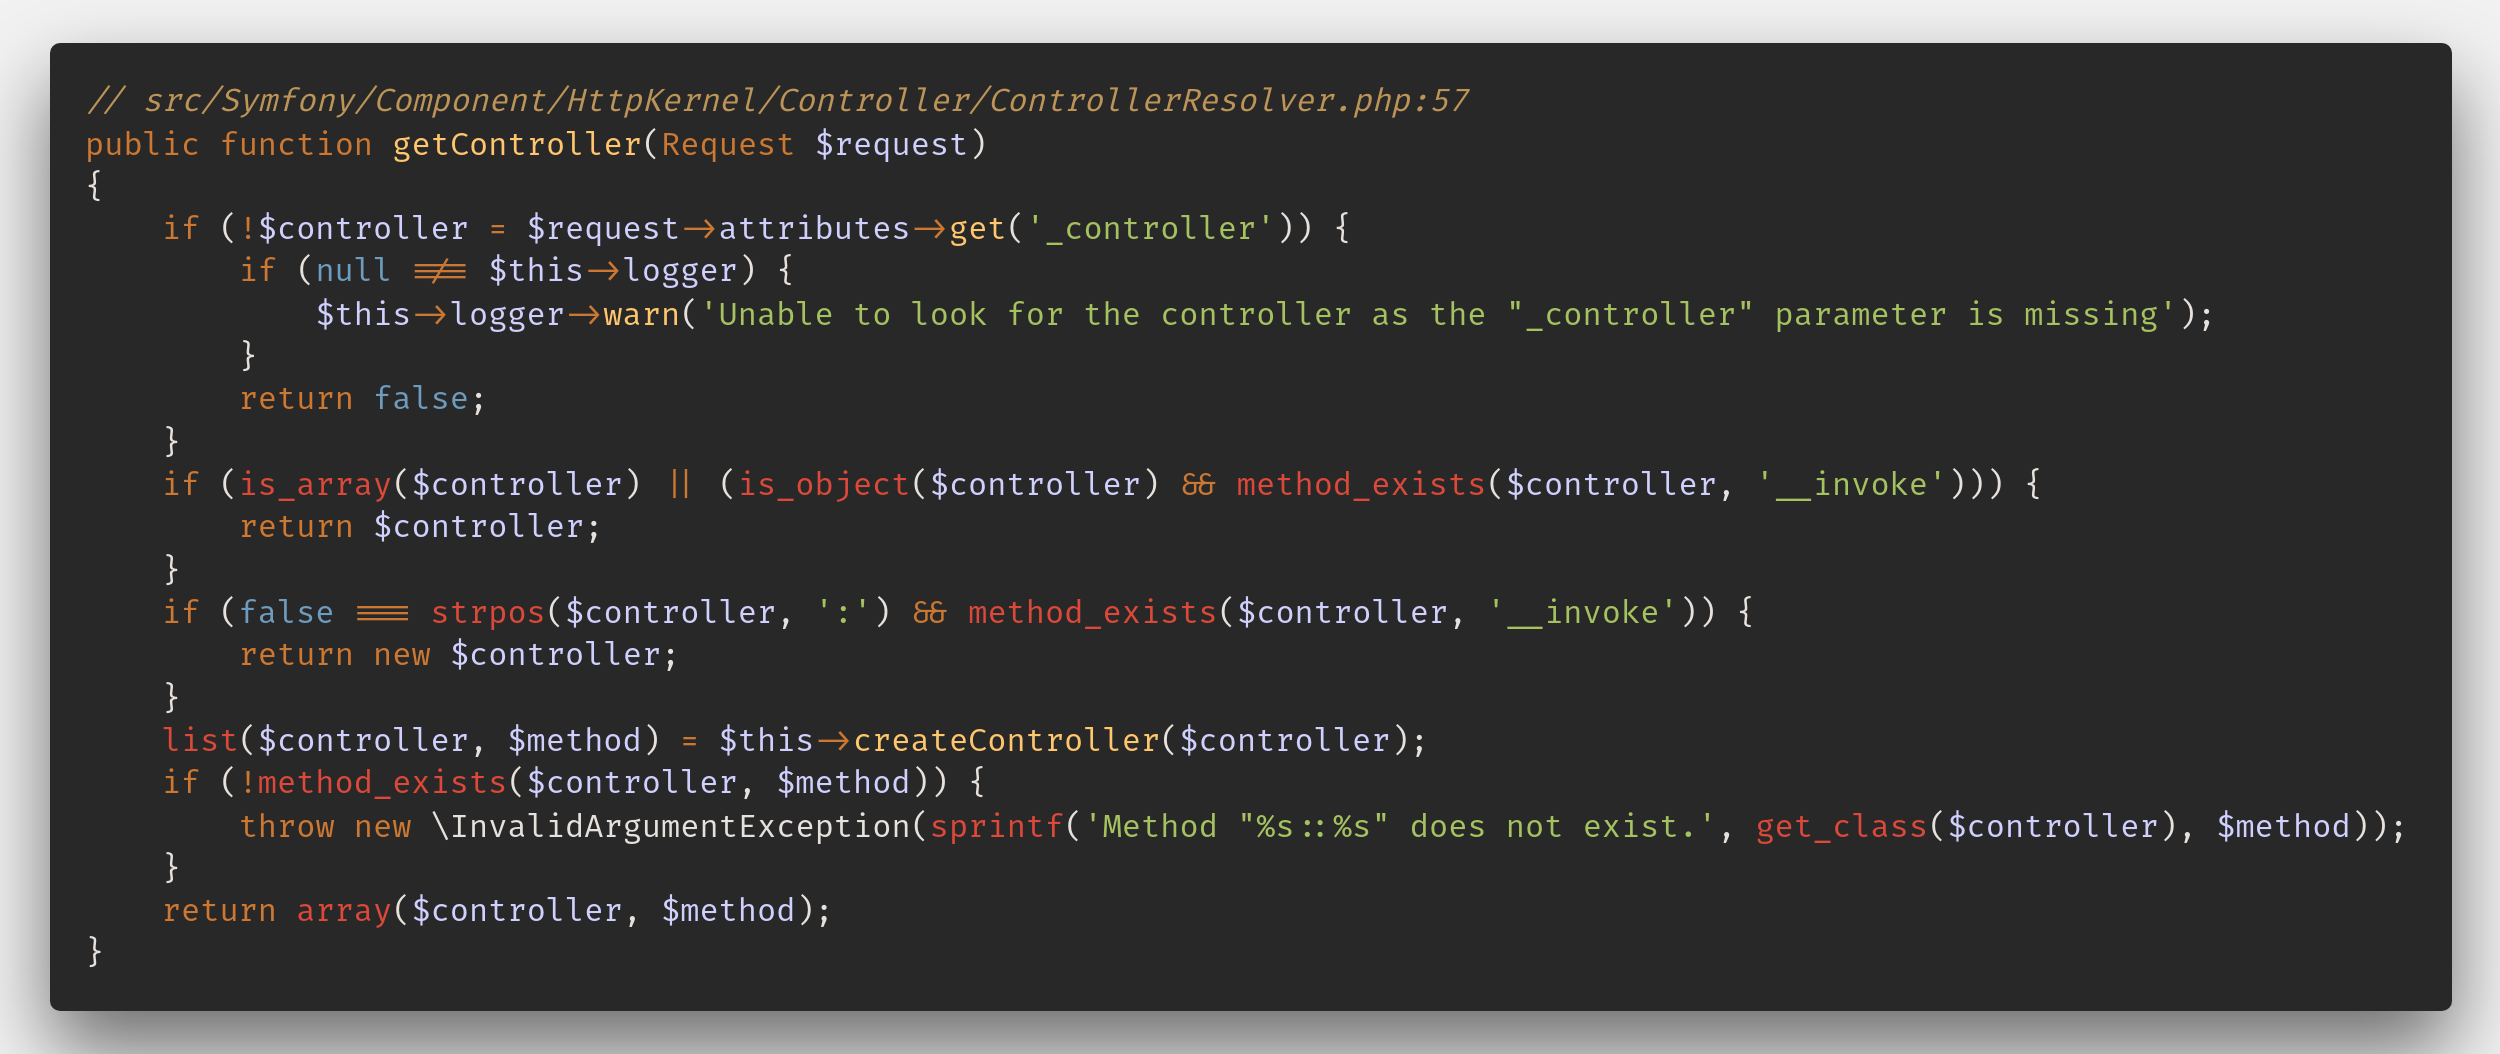 // src/Symfony/Component/HttpKernel/Controller/ControllerResolver.php:57
public function getController(Request $request)
{
    if (!$controller = $request->attributes->get('_controller')) {
        if (null !== $this->logger) {
            $this->logger->warn('Unable to look for the controller as the "_controller" parameter is missing');
        }
        return false;
    }
    if (is_array($controller) || (is_object($controller) && method_exists($controller, '__invoke'))) {
        return $controller;
    }
    if (false === strpos($controller, ':') && method_exists($controller, '__invoke')) {
        return new $controller;
    }
    list($controller, $method) = $this->createController($controller);
    if (!method_exists($controller, $method)) {
        throw new \InvalidArgumentException(sprintf('Method "%s::%s" does not exist.', get_class($controller), $method));
    }
    return array($controller, $method);
}